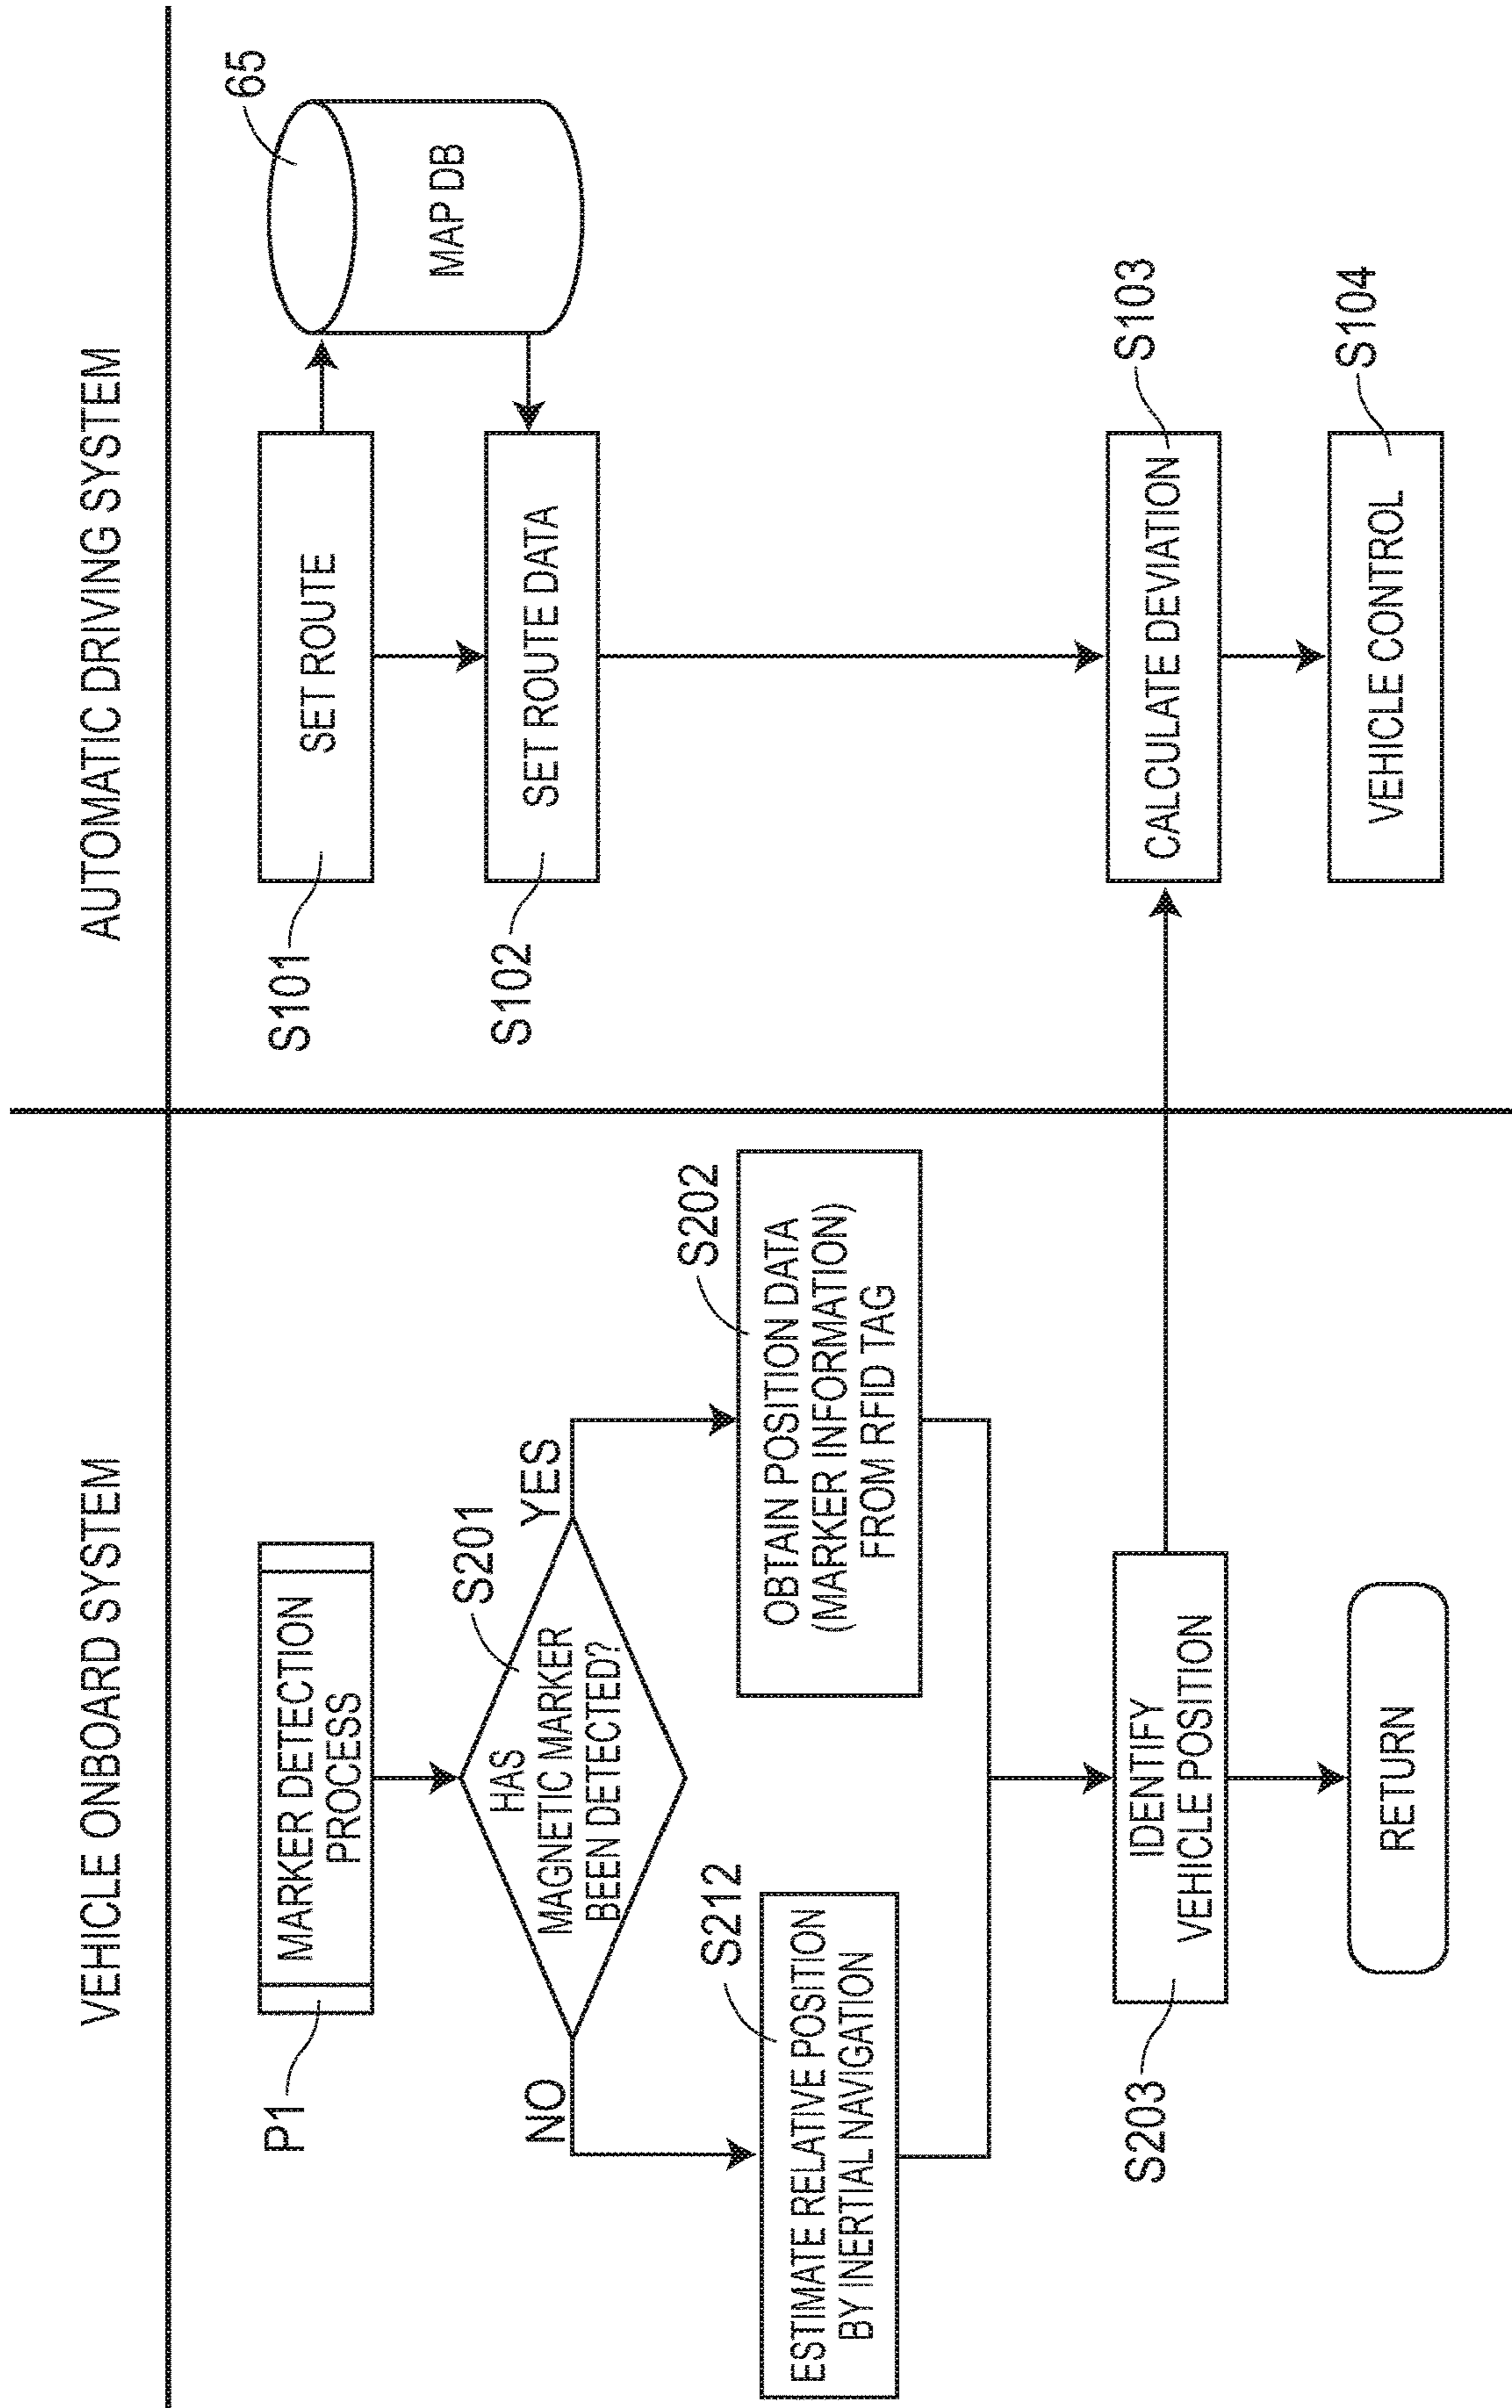 VEHICLE ONBOARD SYSTEM
P1
MARKER DETECTION
PROCESS
S201
HAS
MAGNETIC MARKER
BEEN DETECTED?
NO
YES
S212
ESTIMATE RELATIVE POSITION
BY INERTIAL NAVIGATION
S202
OBTAIN POSITION DATA
(MARKER INFORMATION)
FROM RFID TAG
S203
IDENTIFY
VEHICLE POSITION
RETURN
AUTOMATIC DRIVING SYSTEM
S101
SET ROUTE
65
MAP DB
S102
SET ROUTE DATA
CALCULATE DEVIATION
S103
VEHICLE CONTROL
S104